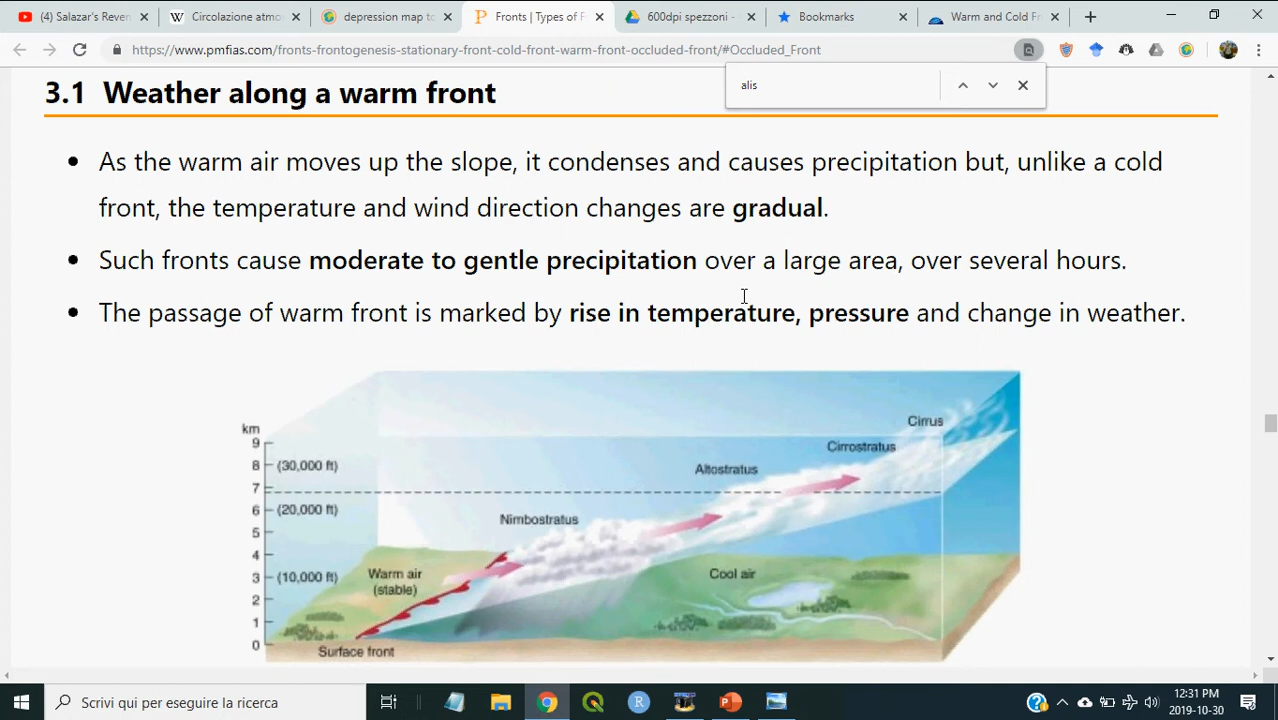 (4) Salazar's Reven
Circolazione atmo
depression map to
Fronts | Types of F
600dpi spezzoni -
Bookmarks
Warm and Cold Fr
https://www.pmfias.com/fronts-frontogenesis-stationary-front-cold-front-warm-front-occluded-front/#Occluded_Front
alis
3.1 Weather along a warm front
As the warm air moves up the slope, it condenses and causes precipitation but, unlike a cold
front, the temperature and wind direction changes are gradual.
Such fronts cause moderate to gentle precipitation over a large area, over several hours.
The passage of warm front is marked by rise in temperature, pressure and change in weather.
km
9
8 (30,000 ft)
7
6 (20,000 ft)
5
4
3 (10,000 ft)
2
1
0
Cirrus
Cirrostratus
Altostratus
Nimbostratus
Warm air
(stable)
Cool air
Surface front
Scrivi qui per eseguire la ricerca
12:31 PM
2019-10-30